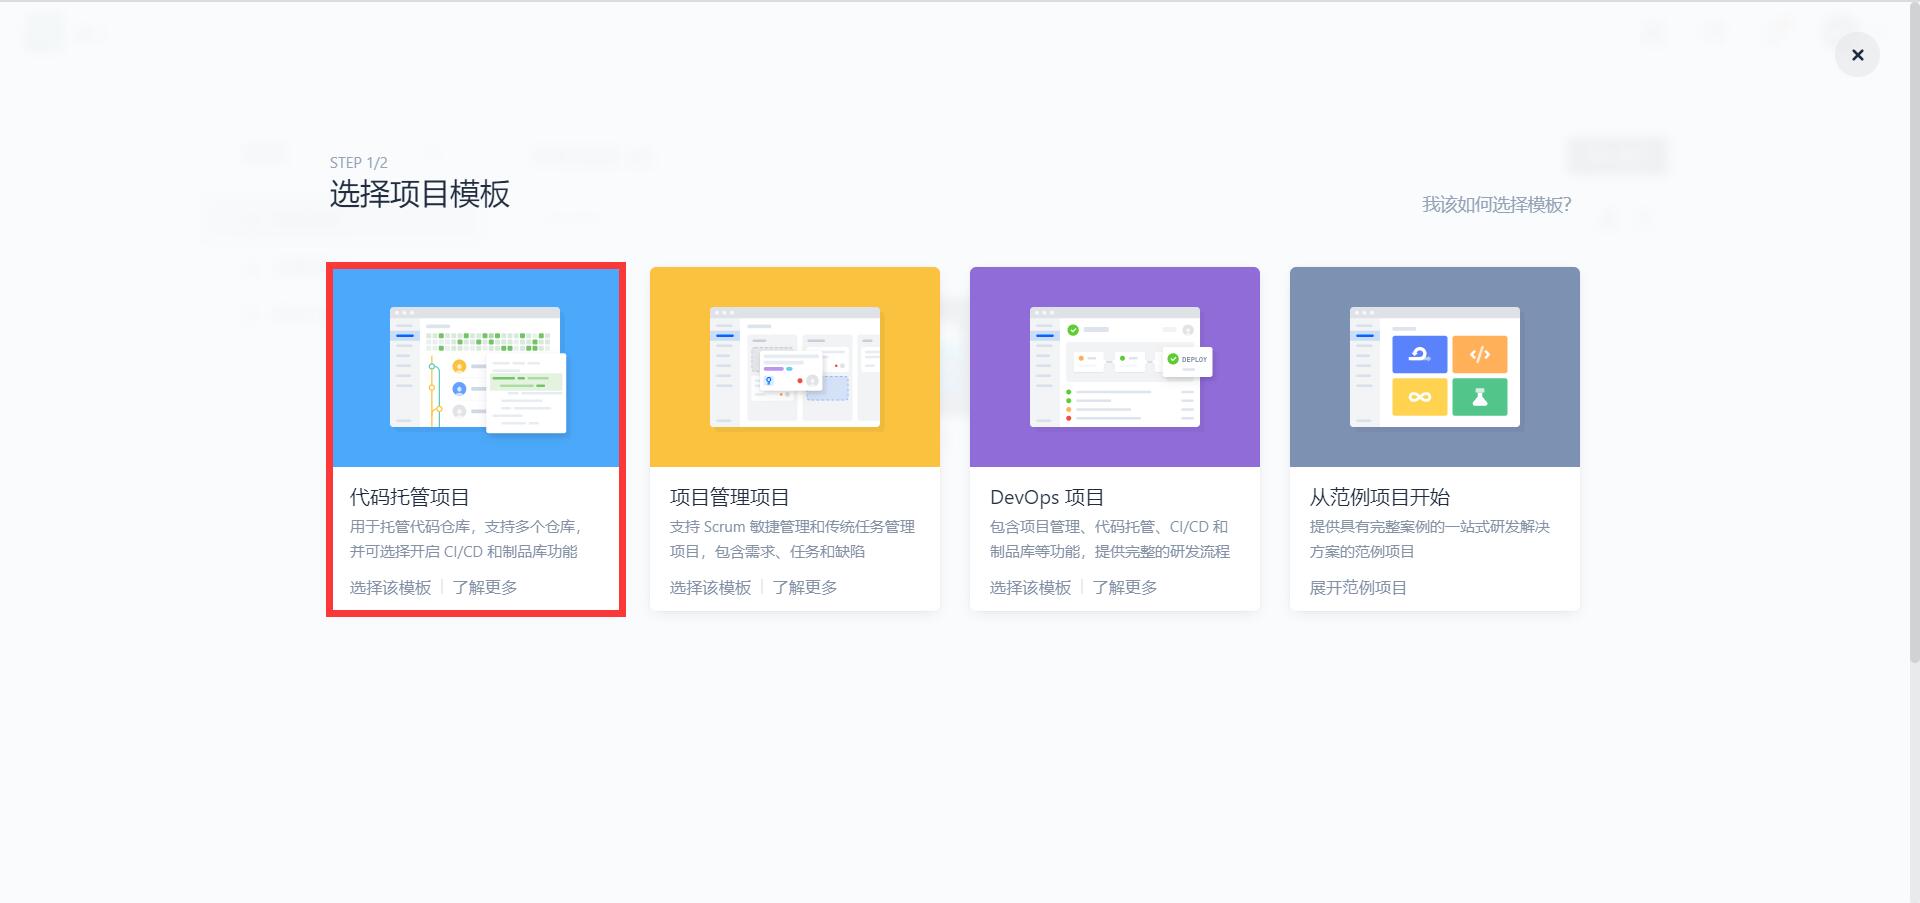 STEP 1/2
选择项目模板
我该如何选择模板?
代码托管项目
用于托管代码仓库，支持多个仓库，
并可选择开启 CI/CD 和制品库功能
选择该模板 | 了解更多
项目管理项目
支持 Scrum 敏捷管理和传统任务管理
项目，包含需求、任务和缺陷
选择该模板 | 了解更多
DEPLOY
DevOps 项目
包含项目管理、代码托管、CI/CD 和
制品库等功能，提供完整的研发流程
选择该模板 | 了解更多
从范例项目开始
提供具有完整案例的一站式研发解决
方案的范例项目
展开范例项目